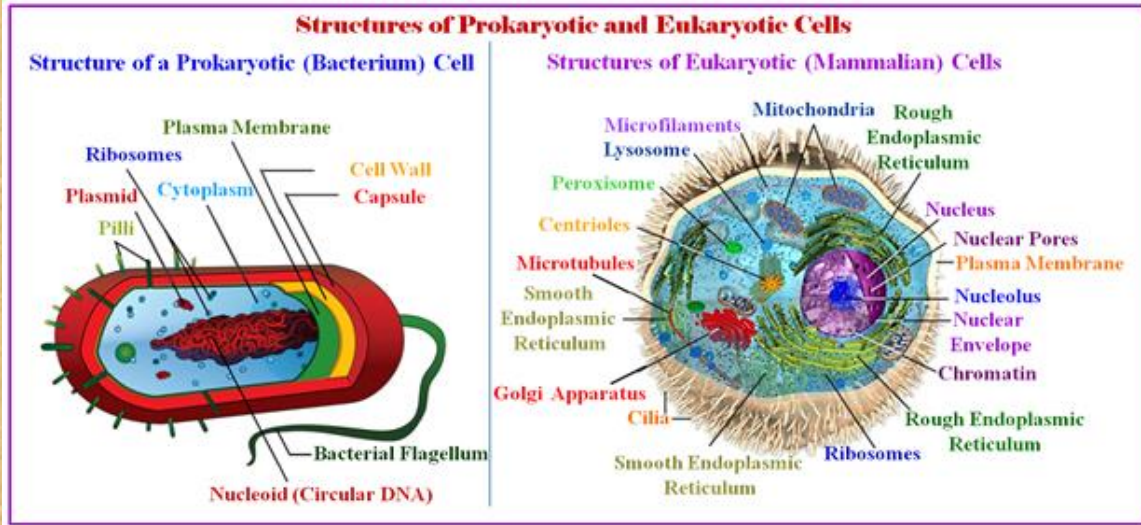 Structures of Prokaryotic and Eukaryotic Cells
Structure of a Prokaryotic (Bacterium) Cell
Plasma Membrane
Ribosomes
Cell Wall
Plasmid
Cytoplasm
Capsule
Pilli
Bacterial Flagellum
Nucleoid (Circular DNA)
Structures of Eukaryotic (Mammalian) Cells
Mitochondria
Rough
Endoplasmic
Reticulum
Microfilaments
Lysosome
Peroxisome
Nucleus
Centrioles
Nuclear Pores
Microtubules
Plasma Membrane
Smooth
Endoplasmic
Reticulum
Nucleolus
Nuclear
Envelope
Chromatin
Golgi Apparatus
Cilia
Rough Endoplasmic
Reticulum
Ribosomes
Smooth Endoplasmic
Reticulum